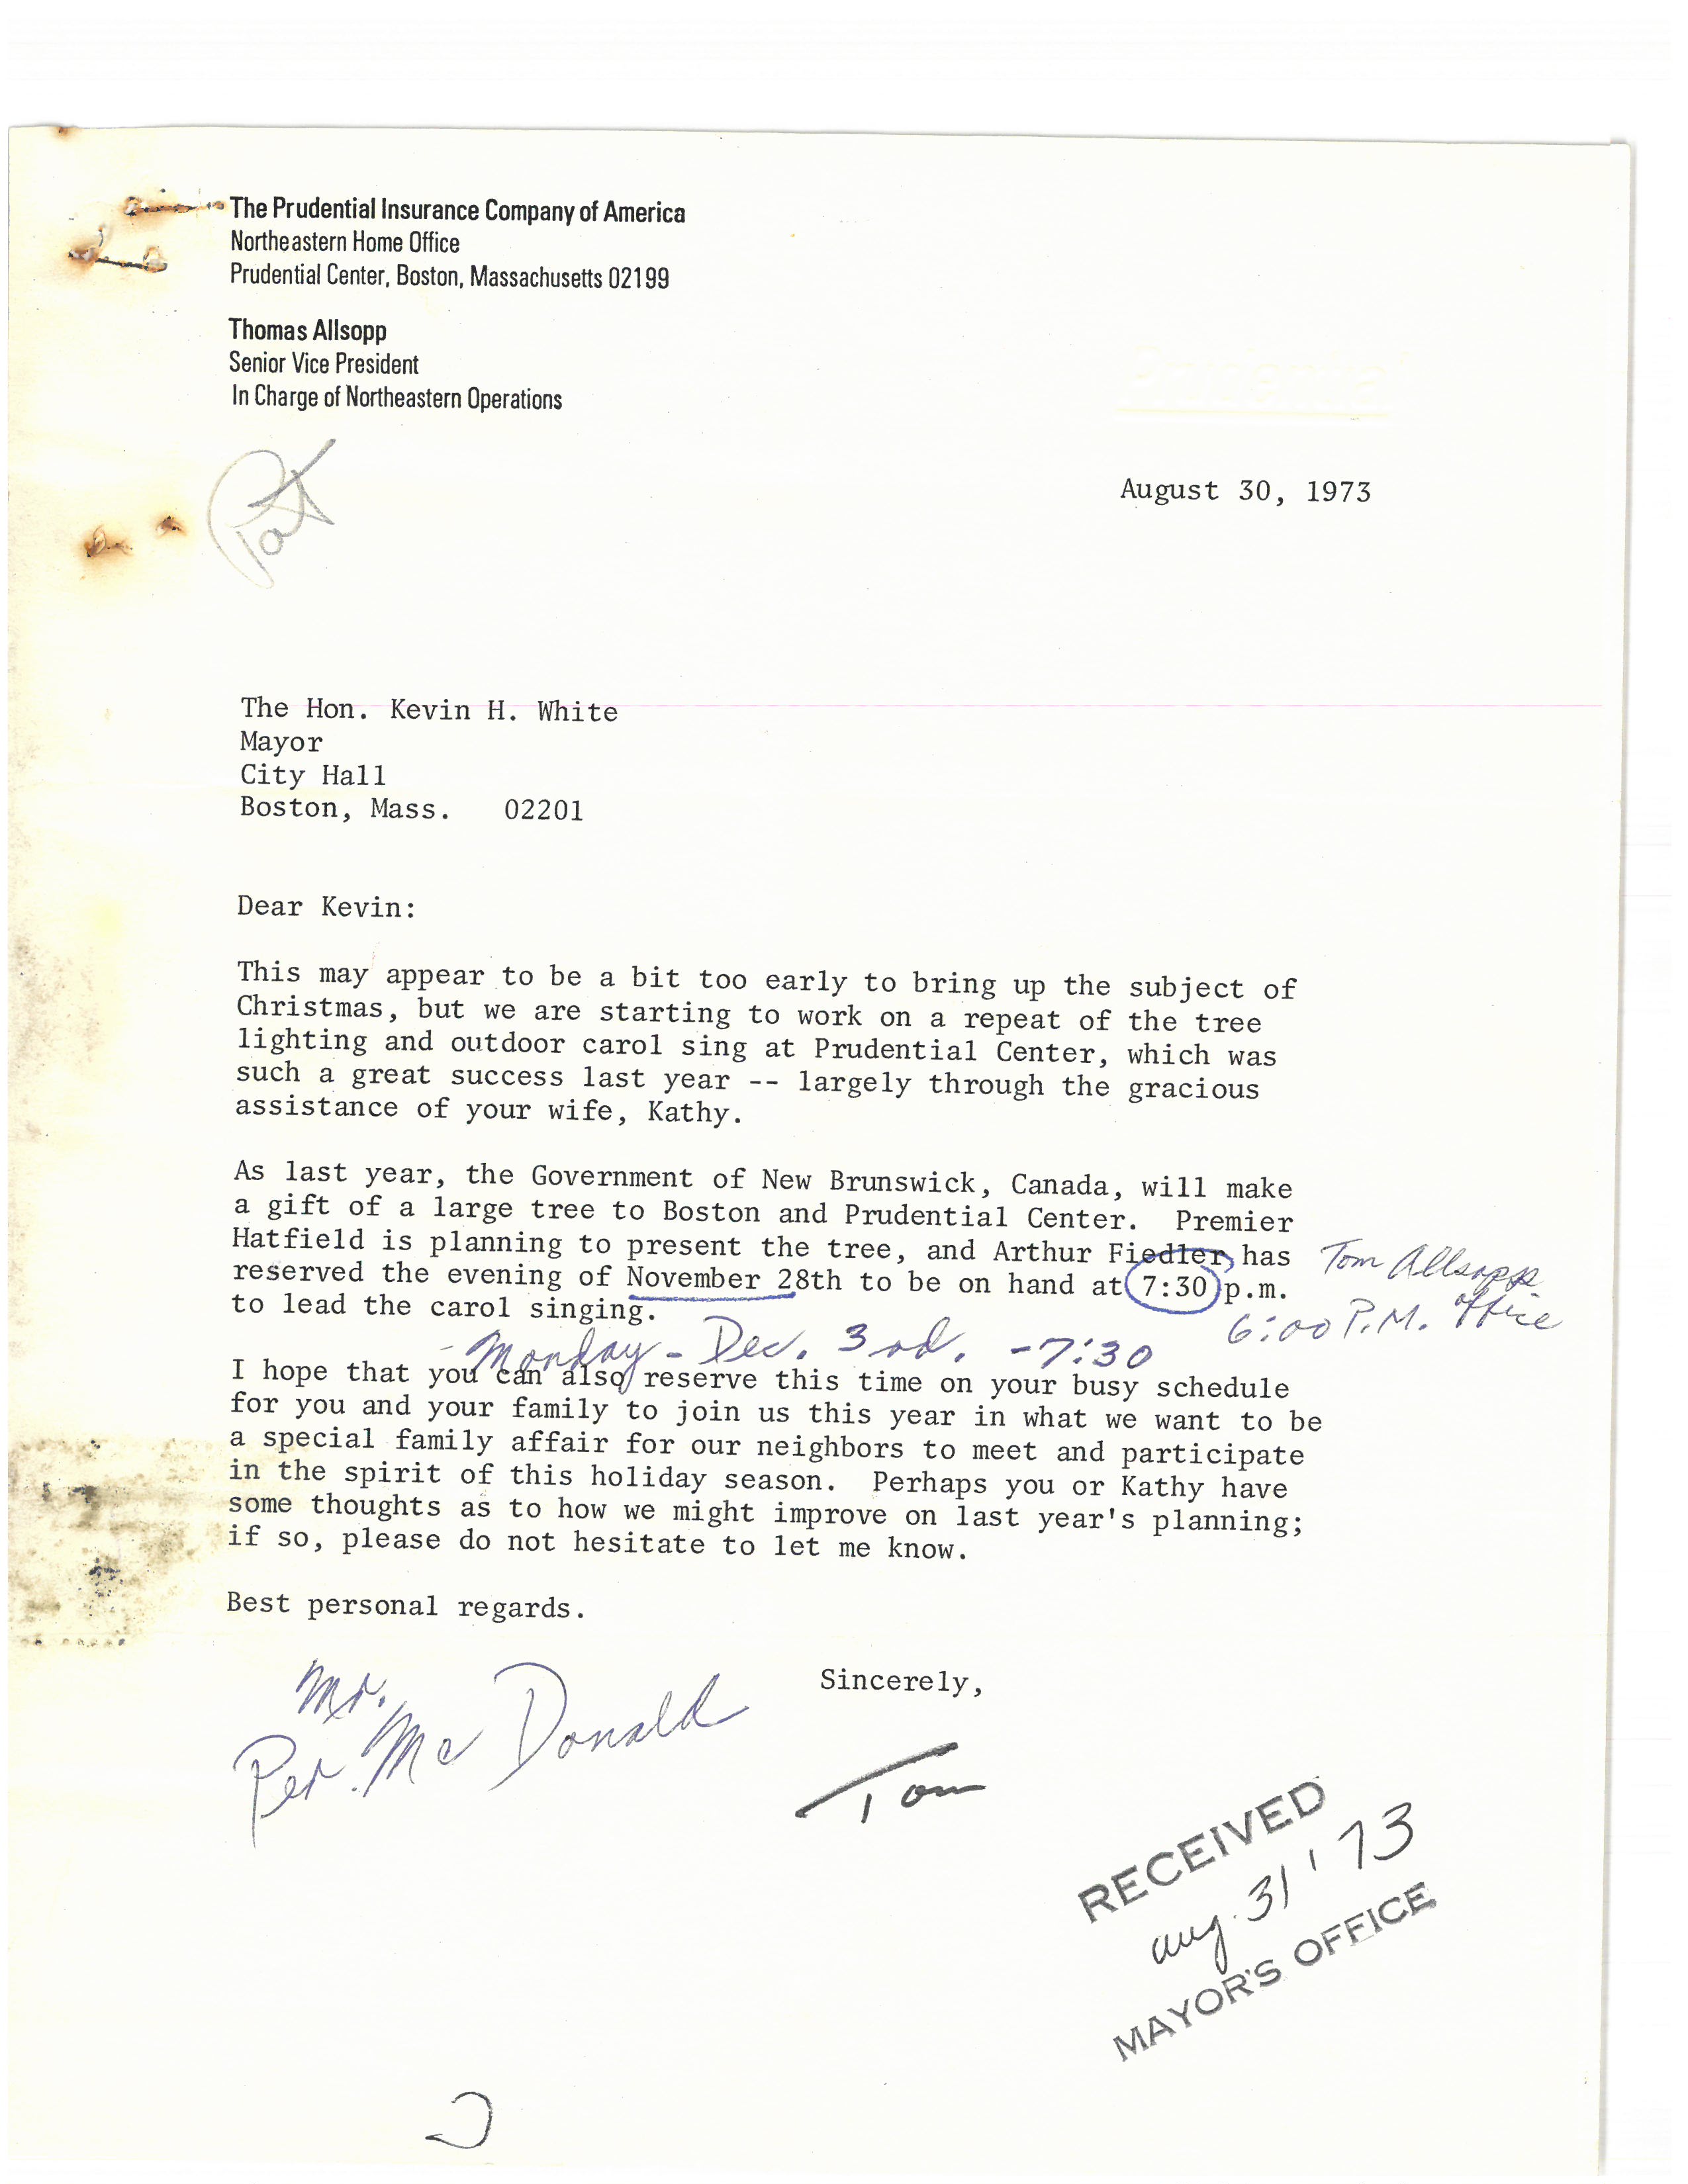 The Prudential Insurance Company of America
Northeastern Home Office
Prudential Center, Boston, Massachusetts 02199
Thomas Allsopp
Senior Vice President
In Charge of Northeastern Operations
Pat
August 30, 1973
The Hon. Kevin H. White
Mayor
City Hall
Boston, Mass. 02201
Dear Kevin:
This may appear to be a bit too early to bring up the subject of
Christmas, but we are starting to work on a repeat of the tree
lighting and outdoor carol sing at Prudential Center, which was
such a great success last year -- largely through the gracious
assistance of your wife, Kathy.
As last year, the Government of New Brunswick, Canada, will make
a gift of a large tree to Boston and Prudential Center. Premier
Hatfield is planning to present the tree, and Arthur Fiedler has
reserved the evening of November 28th to be on hand at 7:30 p.m.
to lead the carol singing.
Tom Allsopp
office
6:00 P.M.
- Monday - Dec. 3rd. - 7:30
I hope that you can also reserve this time on your busy schedule
for you and your family to join us this year in what we want to be
a special family affair for our neighbors to meet and participate
in the spirit of this holiday season. Perhaps you or Kathy have
some thoughts as to how we might improve on last year's planning;
if so, please do not hesitate to let me know.
Best personal regards.
Sincerely,
Mr.
Per. Mc Donald
Tom
RECEIVED
Aug. 31 '73
MAYOR'S OFFICE